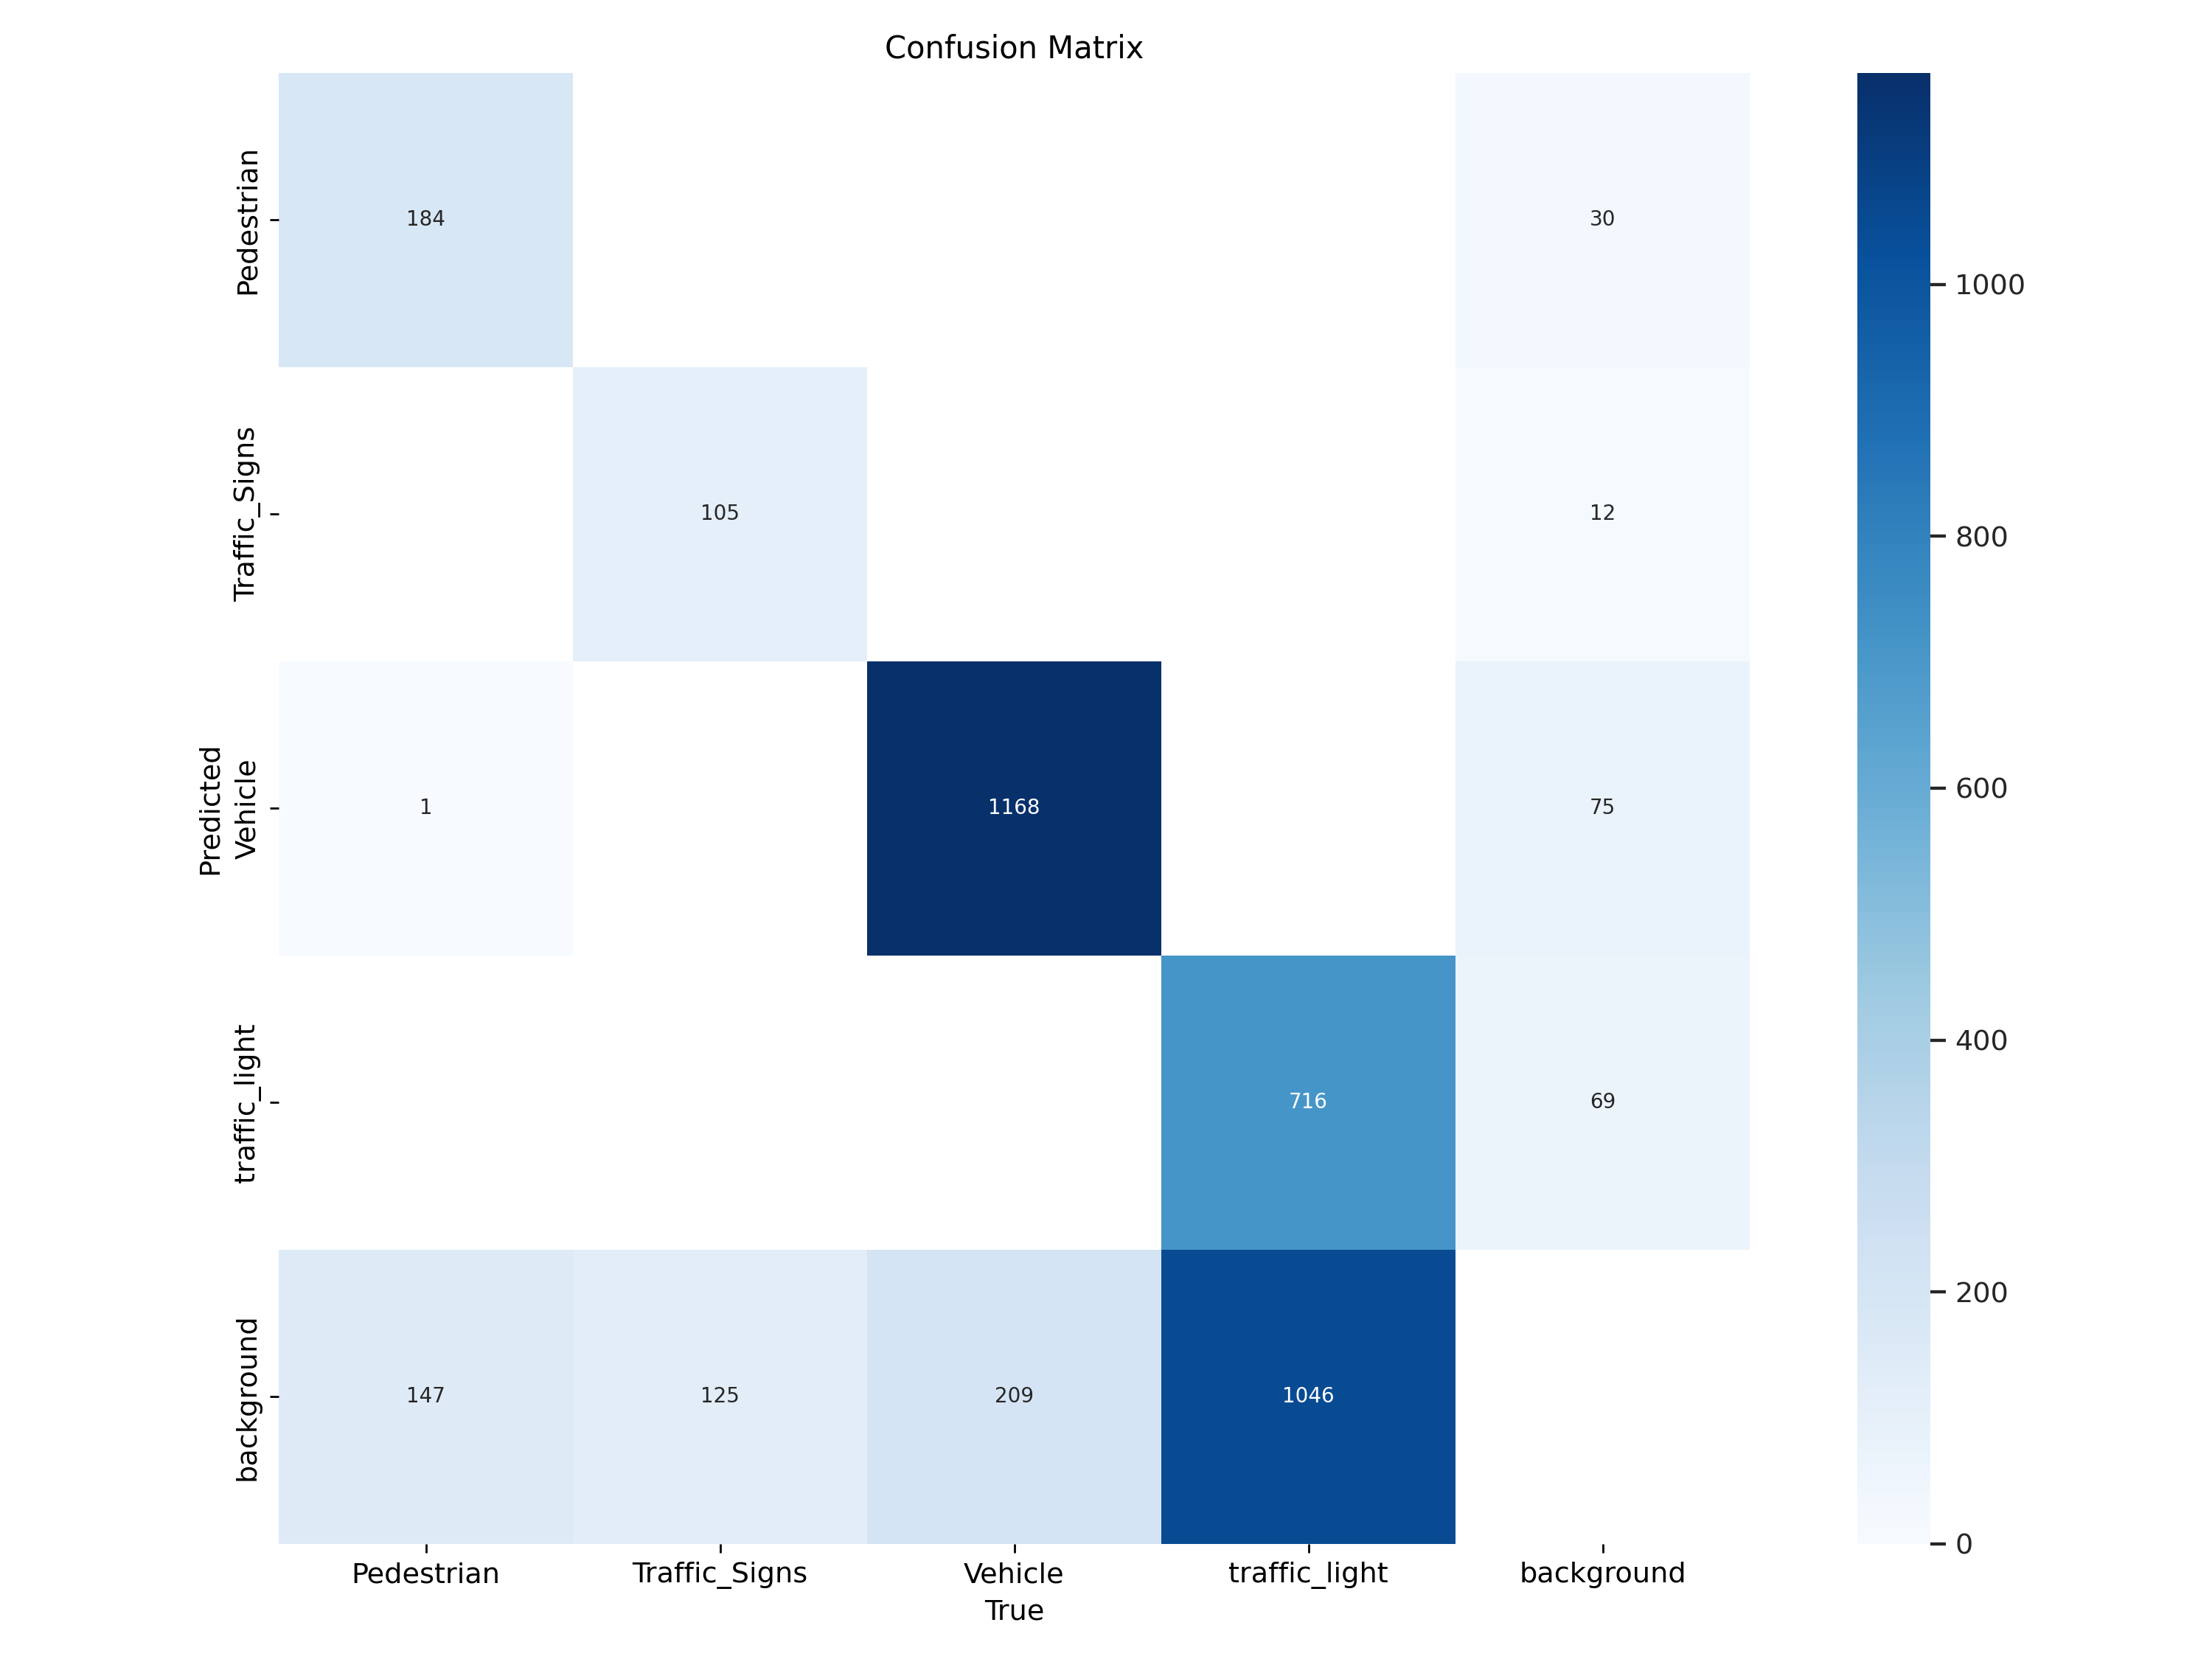 Confusion Matrix
Pedestrian
184
30
1000
Traffic_Signs
105
12
800
Predicted
Vehicle
1
1168
75
600
traffic_light
716
69
400
background
147
125
209
1046
200
0
Pedestrian
Traffic_Signs
Vehicle
traffic_light
background
True